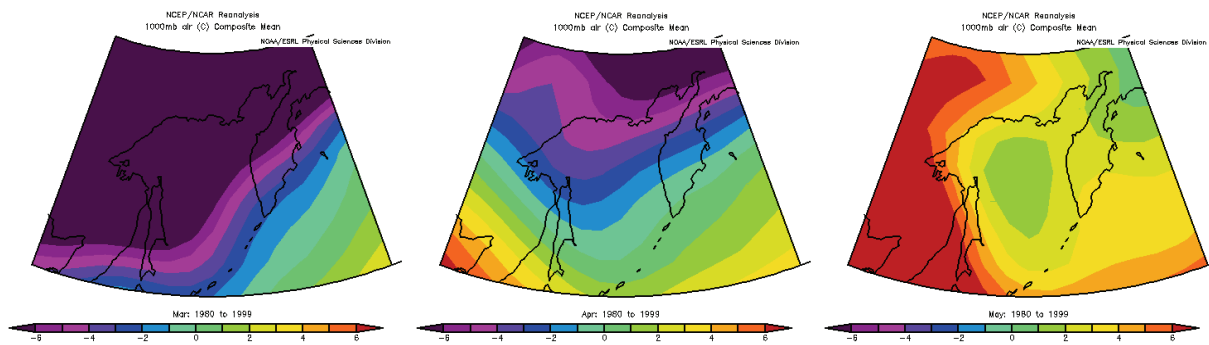 NCEP/NCAR Reanalysis
1000mb air (C) Composite Mean
NOAA/ESRL Physical Sciences Division
Mar: 1980 to 1999
-6 -4 -2 0 2 4 6
NCEP/NCAR Reanalysis
1000mb air (C) Composite Mean
NOAA/ESRL Physical Sciences Division
Apr: 1980 to 1999
-6 -4 -2 0 2 4 6
NCEP/NCAR Reanalysis
1000mb air (C) Composite Mean
NOAA/ESRL Physical Sciences Division
May: 1980 to 1999
-6 -4 -2 0 2 4 6